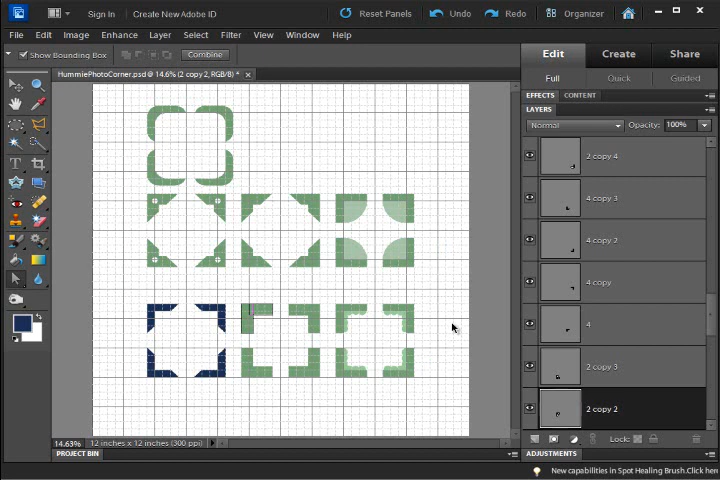 Sign In Create New Adobe ID Reset Panels Undo Redo Organizer
File Edit Image Enhance Layer Select Filter View Window Help
Show Bounding Box Combine Edit Create Share
HummiePhotoCorner.psd @ 14.6% (2 copy 2, RGB/8) * Full Quick Guided
EFFECTS CONTENT
LAYERS
Normal Opacity: 100%
2 copy 4
4 copy 3
4 copy 2
4 copy
4
2 copy 3
2 copy 2
14.63% 12 inches x 12 inches (300 ppi) Lock:
PROJECT BIN ADJUSTMENTS
New capabilities in Spot Healing Brush.Click here